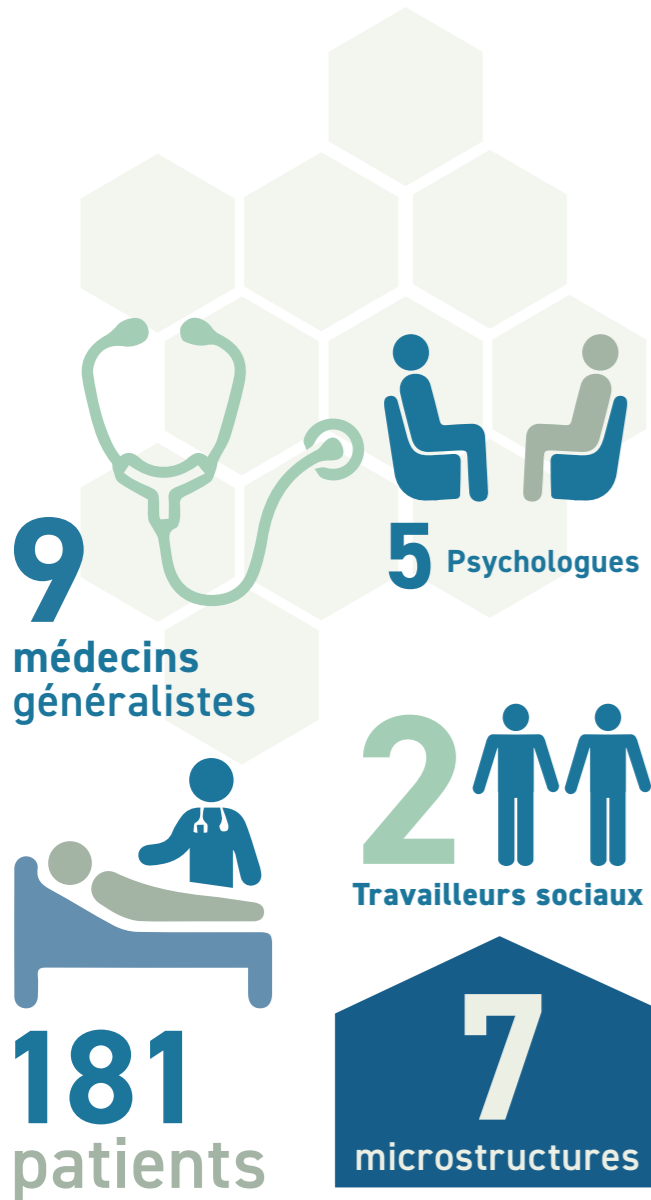 9
médecins
généralistes
5 Psychologues
2
Travailleurs sociaux
181
patients
7
microstructures